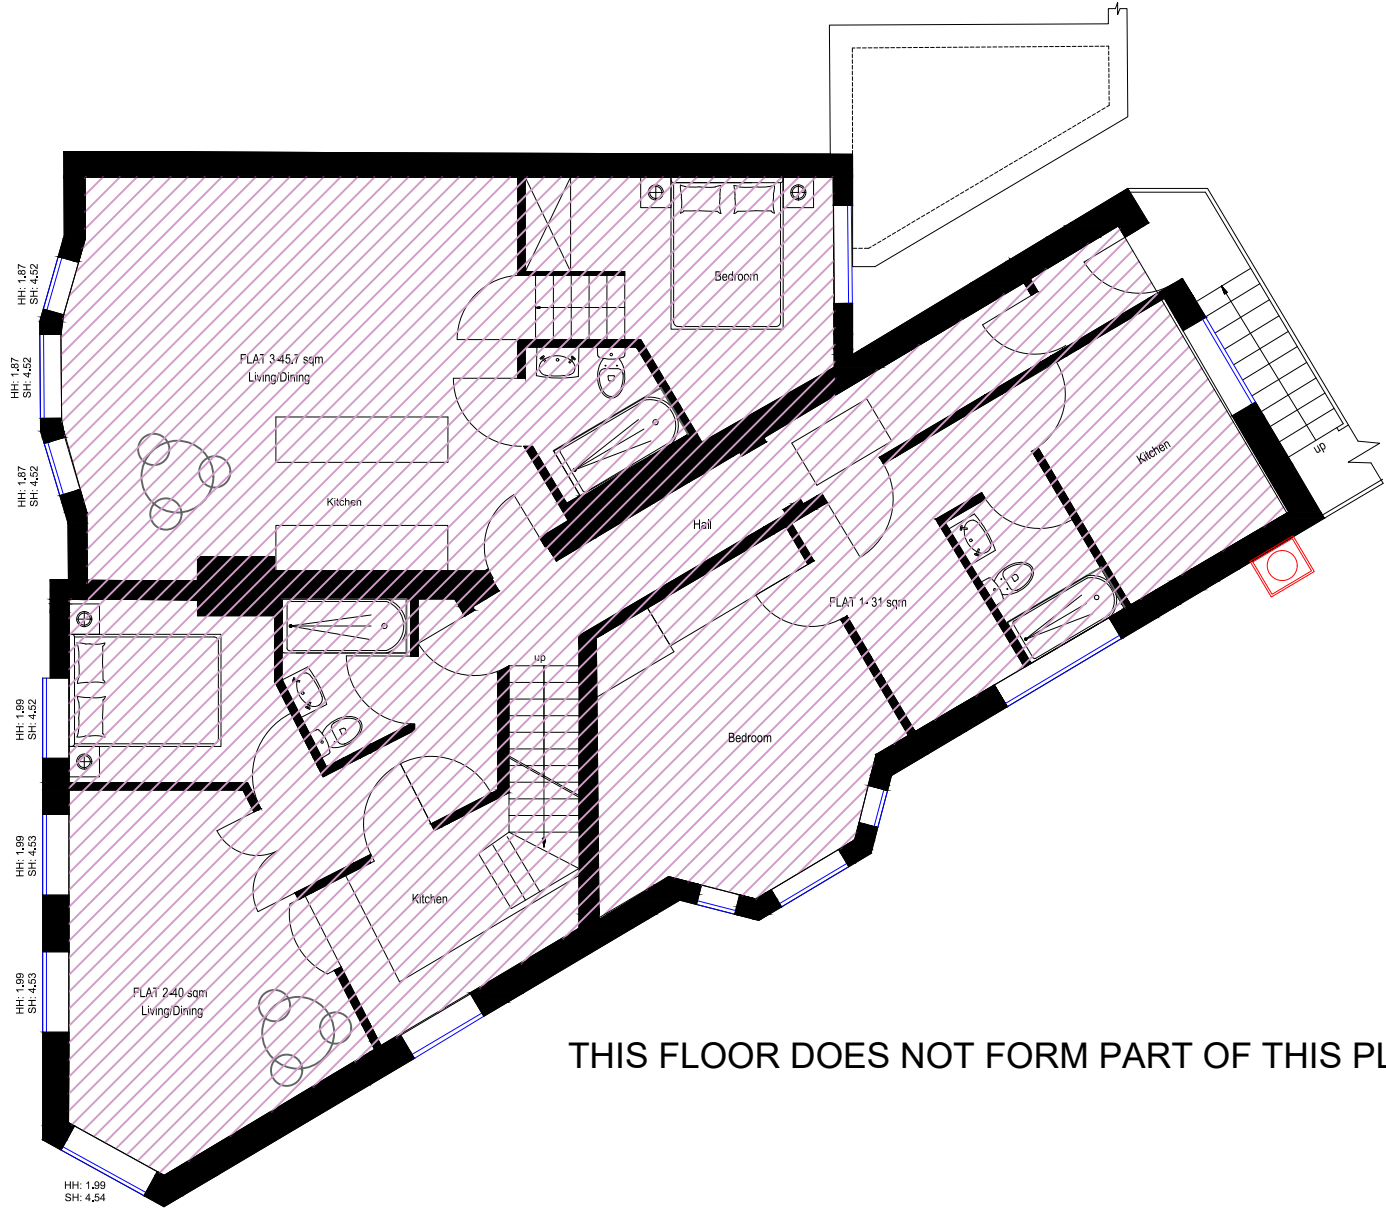 Bedroom
HH: 1.87
SH: 4.52
FLAT 3-45.7 sqm
Living/Dining
HH: 1.87
SH: 4.52
HH: 1.87
SH: 4.52
Kitchen
Kitchen
up
Hall
FLAT 1- 31 sqm
up
HH: 1.99
SH: 4.52
Bedroom
HH: 1.99
SH: 4.53
Kitchen
HH: 1.99
SH: 4.53
FLAT 2-40 sqm
Living/Dining
THIS FLOOR DOES NOT FORM PART OF THIS PL
HH: 1.99
SH: 4.54